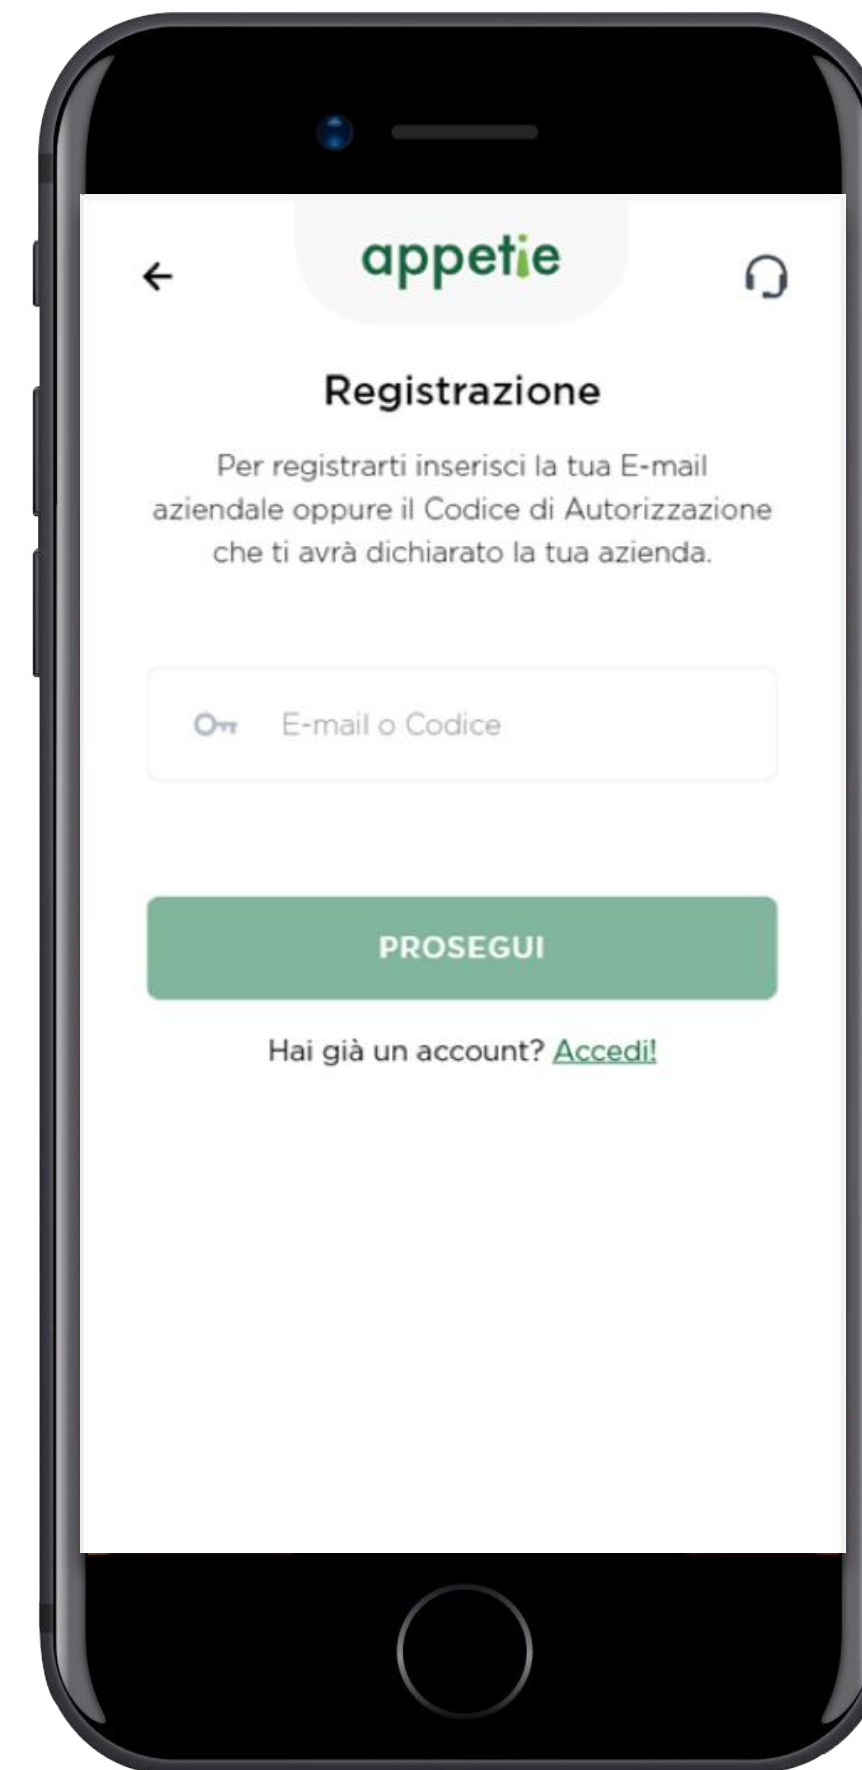 appetie
Registrazione
Per registrarti inserisci la tua E-mail
aziendale oppure il Codice di Autorizzazione
che ti avrà dichiarato la tua azienda.
E-mail o Codice
PROSEGUI
Hai già un account? Accedi!